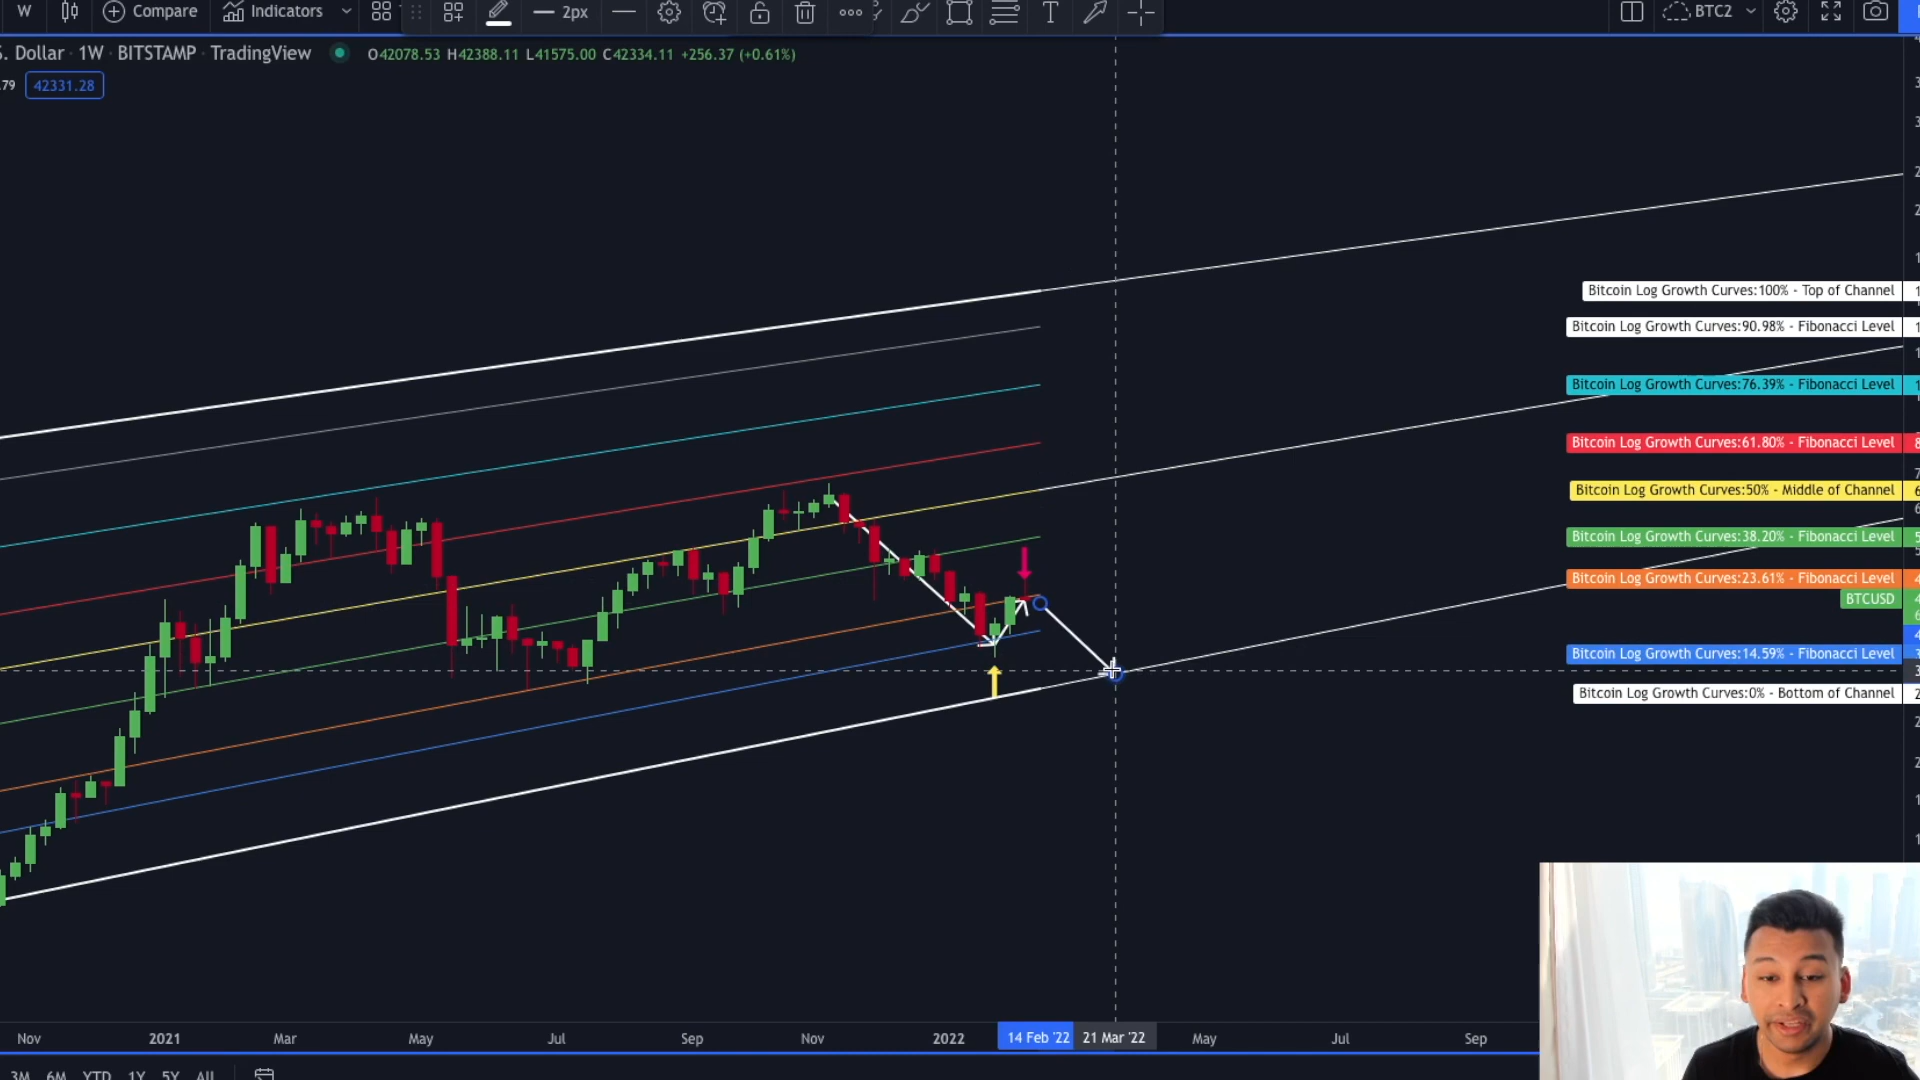 W Compare Indicators 2px T BTC2
S. Dollar · 1W · BITSTAMP · TradingView O42078.53 H42388.11 L41575.00 C42334.11 +256.37 (+0.61%)
.79 42331.28
Bitcoin Log Growth Curves:100% - Top of Channel
Bitcoin Log Growth Curves:90.98% - Fibonacci Level
Bitcoin Log Growth Curves:76.39% - Fibonacci Level
Bitcoin Log Growth Curves:61.80% - Fibonacci Level
Bitcoin Log Growth Curves:50% - Middle of Channel
Bitcoin Log Growth Curves:38.20% - Fibonacci Level
Bitcoin Log Growth Curves:23.61% - Fibonacci Level
BTCUSD
Bitcoin Log Growth Curves:14.59% - Fibonacci Level
Bitcoin Log Growth Curves:0% - Bottom of Channel
Nov 2021 Mar May Jul Sep Nov 2022 14 Feb '22 21 Mar '22 May Jul Sep
3M 6M YTD 1Y 5Y All